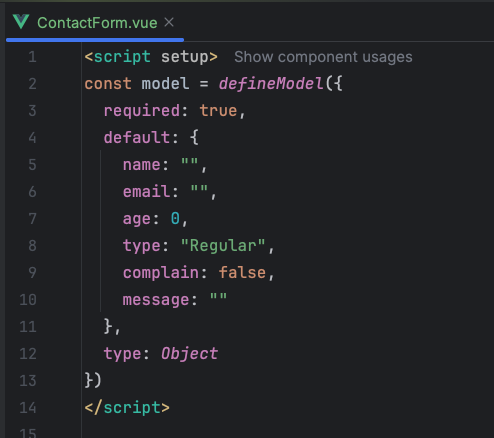 ContactForm.vue ×
1 <script setup> Show component usages
2 const model = defineModel({
3 required: true,
4 default: {
5 name: "",
6 email: "",
7 age: 0,
8 type: "Regular",
9 complain: false,
10 message: ""
11 },
12 type: Object
13 })
14 </script>
15